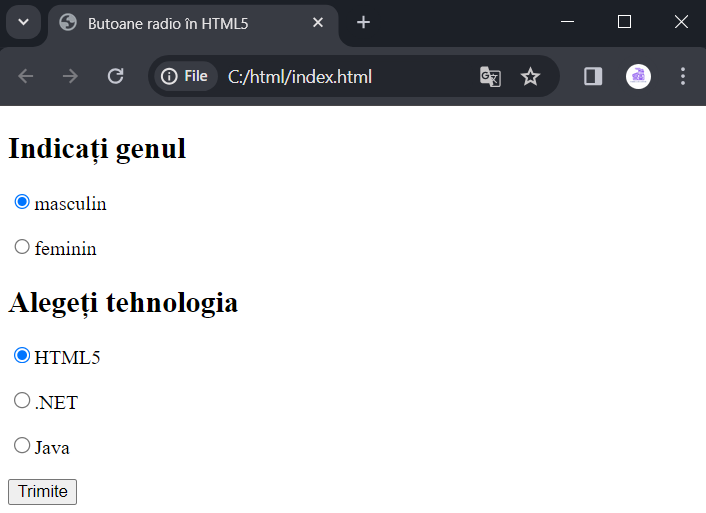 Butoane radio în HTML5
File C:/html/index.html
Indicați genul
masculin
feminin
Alegeți tehnologia
HTML5
.NET
Java
Trimite